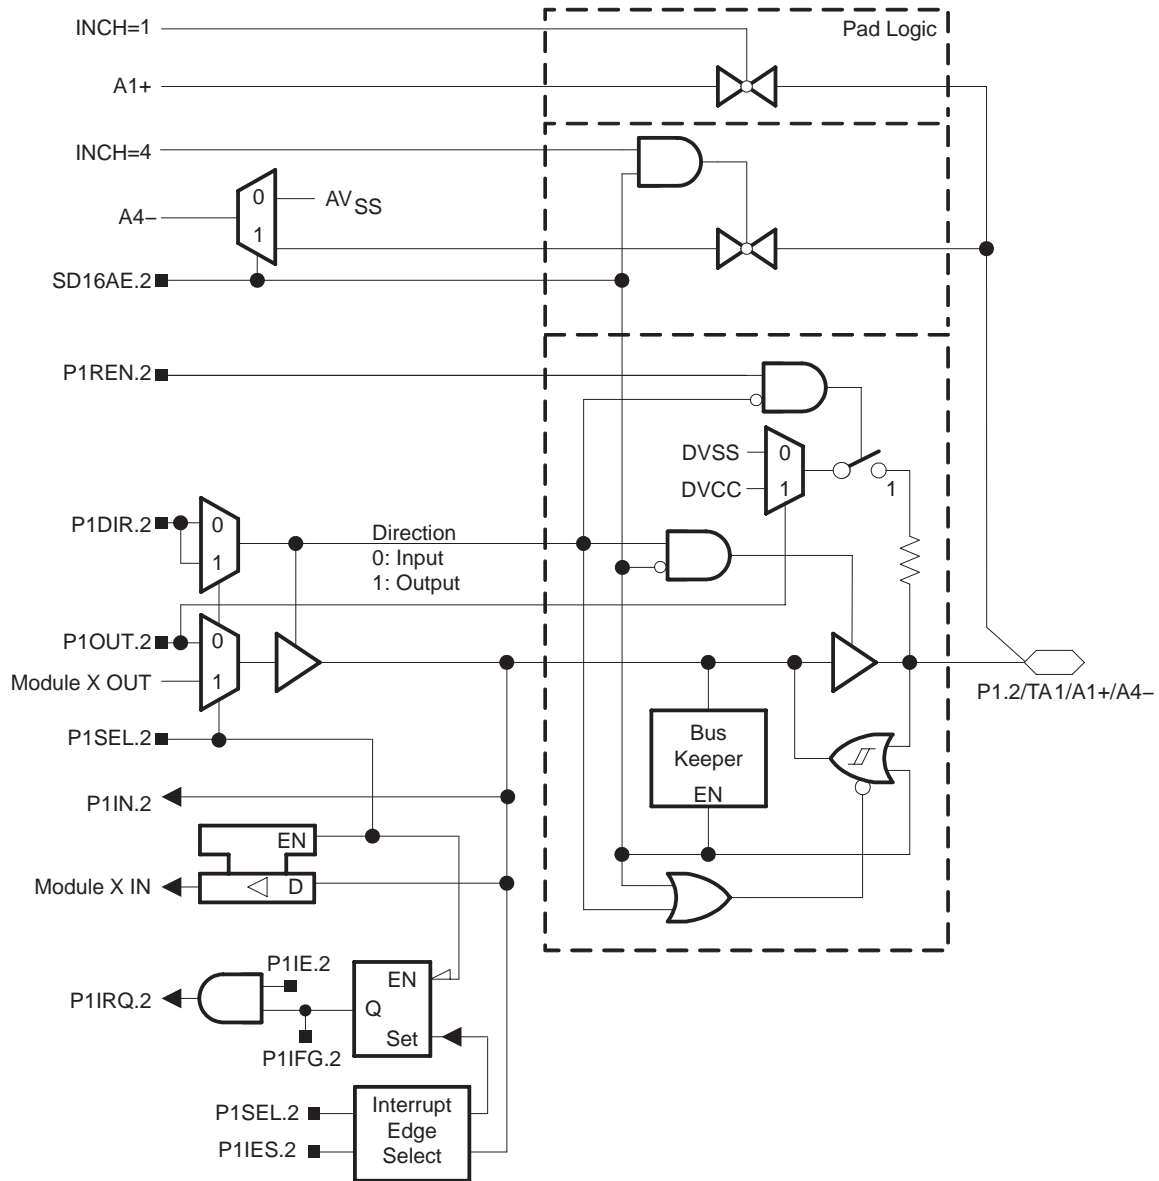 INCH=1
Pad Logic
A1+
INCH=4
0
AVSS
A4−
1
SD16AE.2
P1REN.2
DVSS
0
DVCC
1
1
P1DIR.2
0
1
Direction
0: Input
1: Output
P1OUT.2
0
Module X OUT
1
P1.2/TA1/A1+/A4−
P1SEL.2
Bus
Keeper
EN
P1IN.2
EN
Module X IN
D
P1IE.2
EN
P1IRQ.2
Q
Set
P1IFG.2
P1SEL.2
Interrupt
Edge
Select
P1IES.2